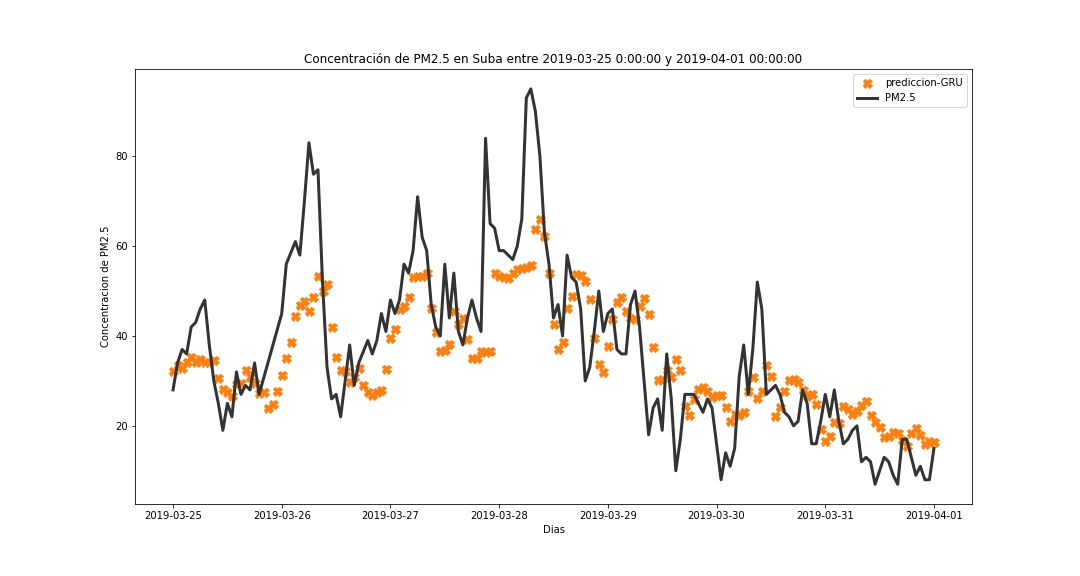 Concentración de PM2.5 en Suba entre 2019-03-25 0:00:00 y 2019-04-01 00:00:00
prediccion-GRU
PM2.5
Concentracion de PM2.5
80
60
40
20
2019-03-25 2019-03-26 2019-03-27 2019-03-28 2019-03-29 2019-03-30 2019-03-31 2019-04-01
Dias